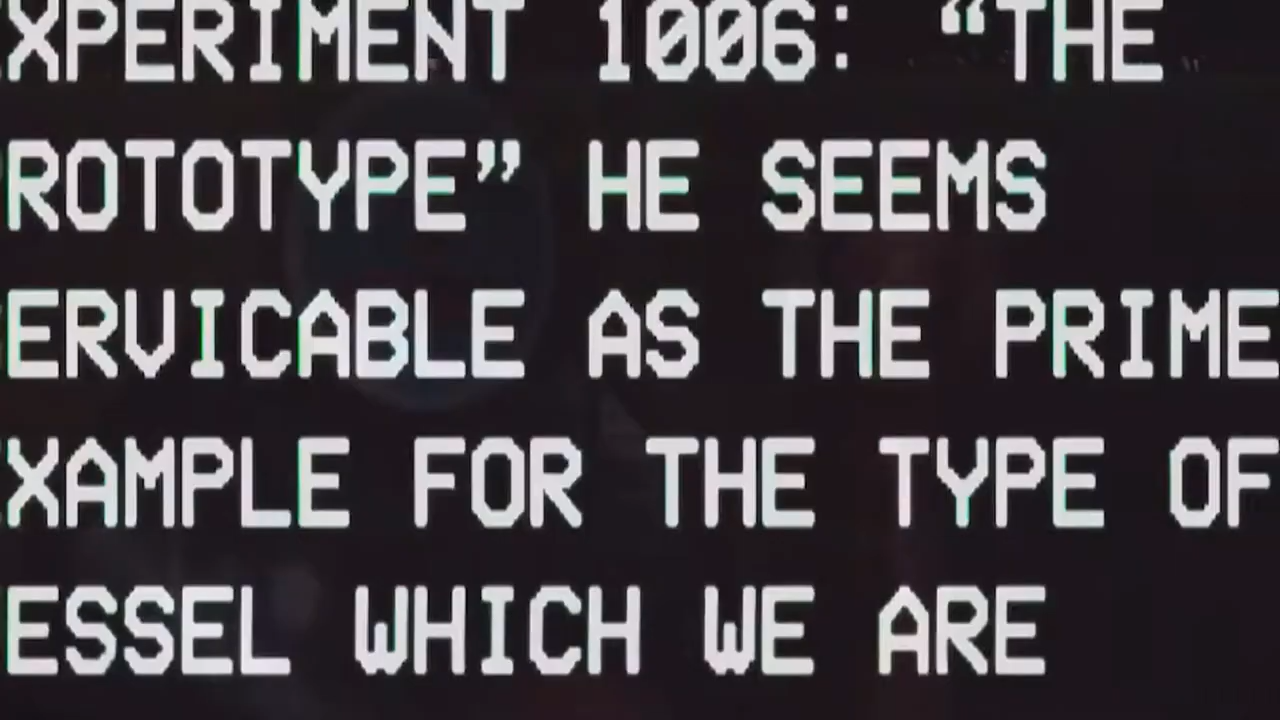 XPERIMENT 1006: “THE
ROTOTYPE” HE SEEMS
ERVICABLE AS THE PRIME
XAMPLE FOR THE TYPE OF
ESSEL WHICH WE ARE